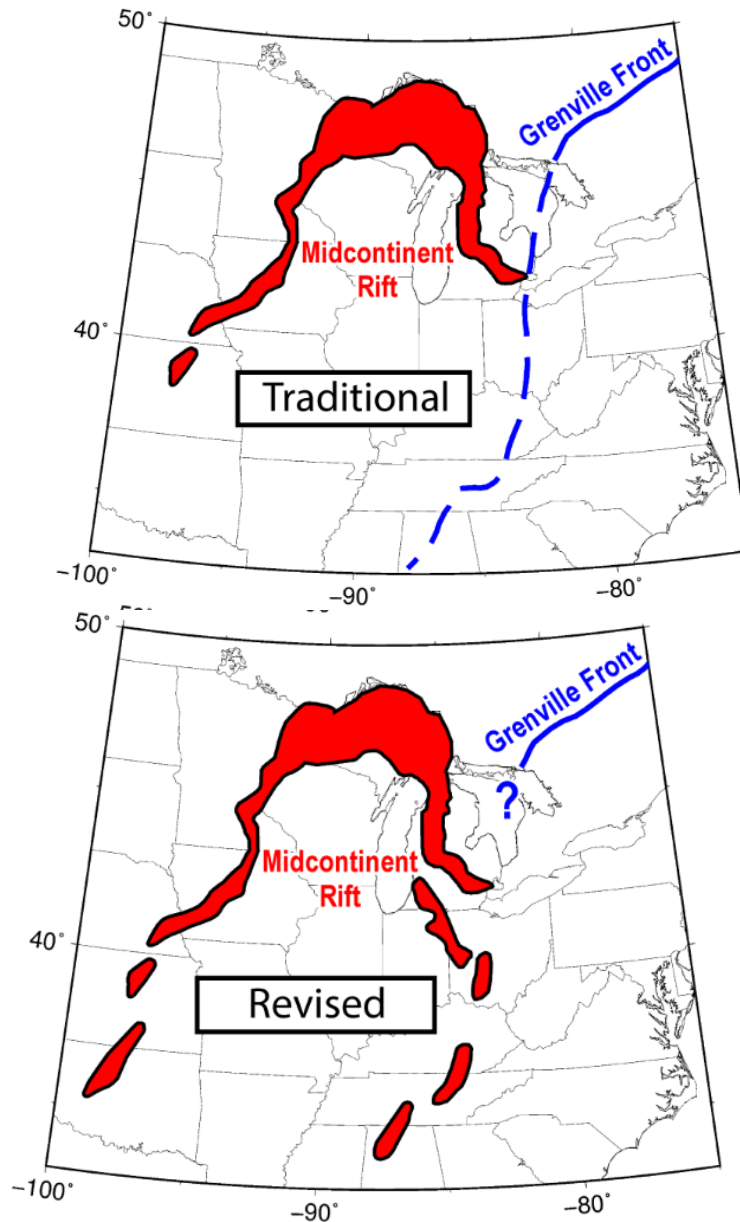 50°
Grenville Front
Midcontinent
Rift
40°
Traditional
−100
−90
−80
50°
Grenville Front
?
Midcontinent
Rift
40°
Revised
−100
−90
−80